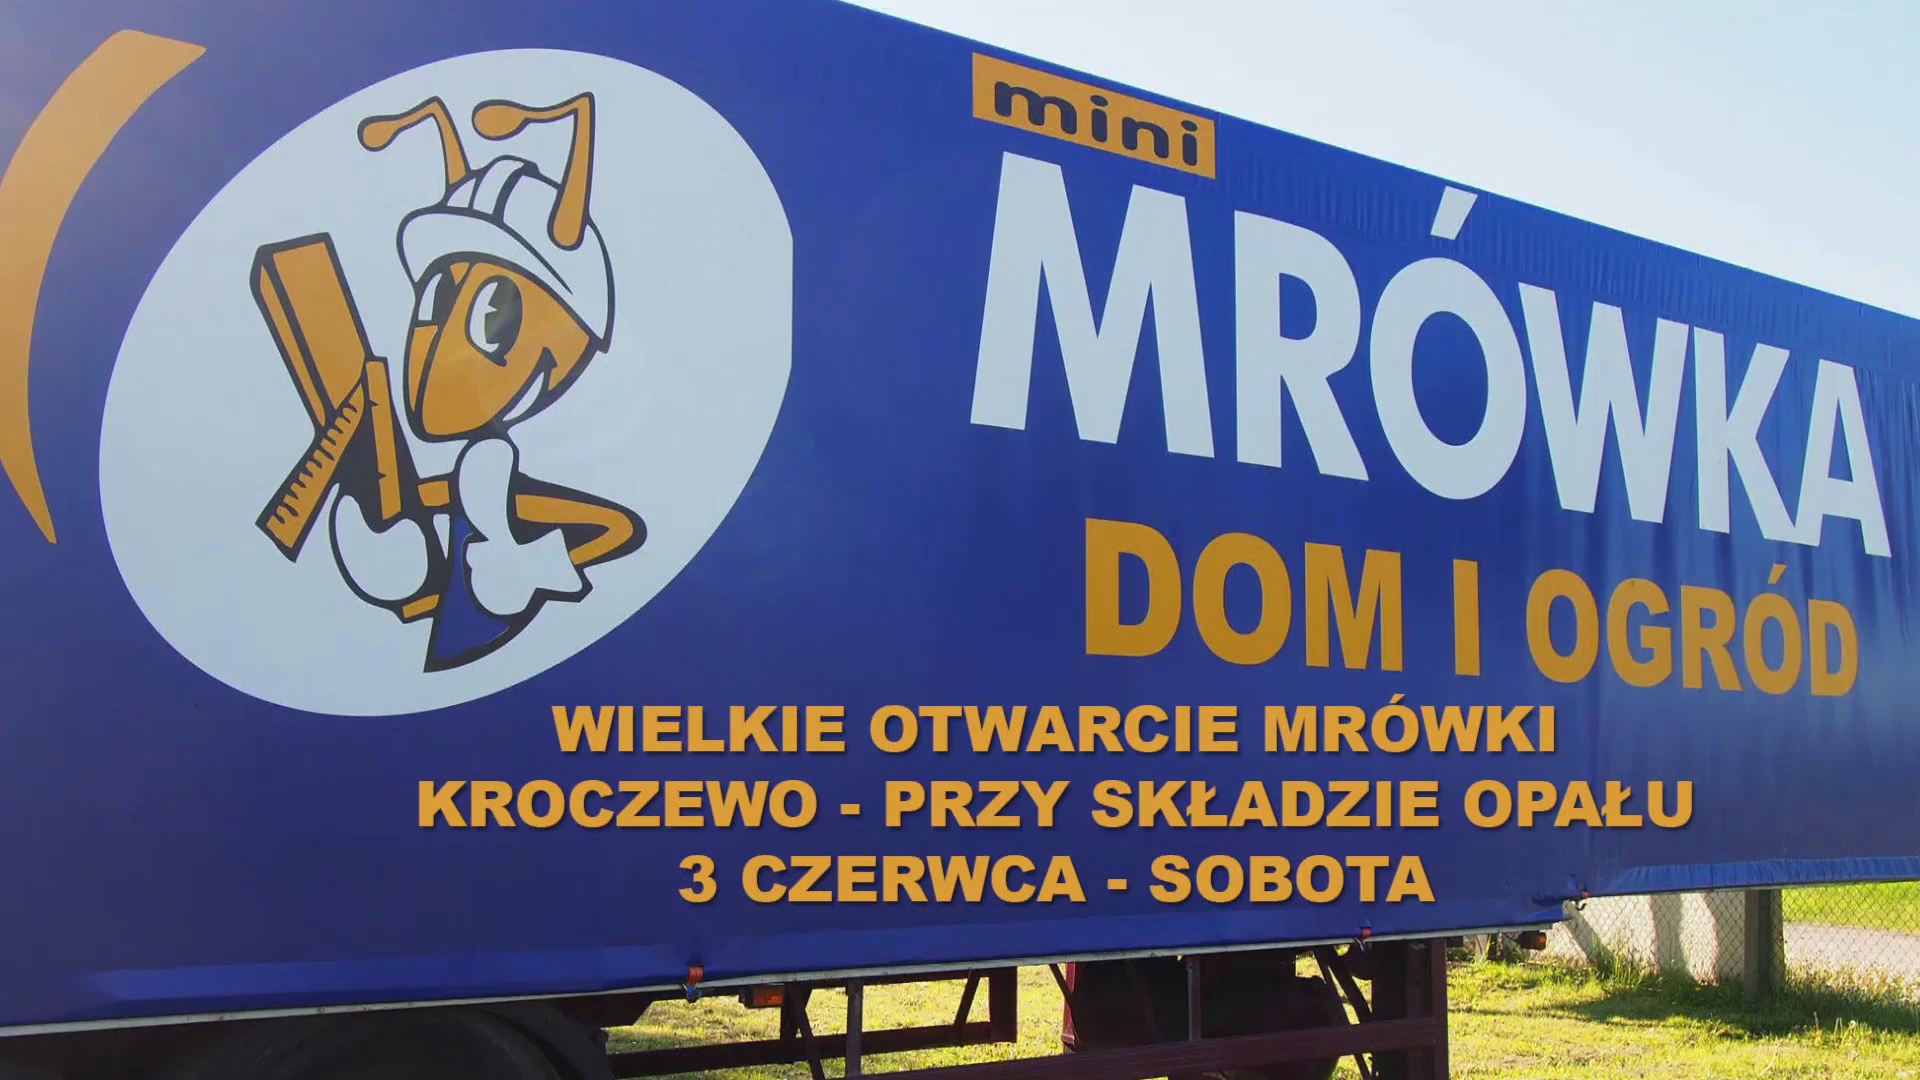 mini
MRÓWKA
DOM I OGRÓD
WIELKIE OTWARCIE MRÓWKI
KROCZEWO - PRZY SKŁADZIE OPAŁU
3 CZERWCA - SOBOTA